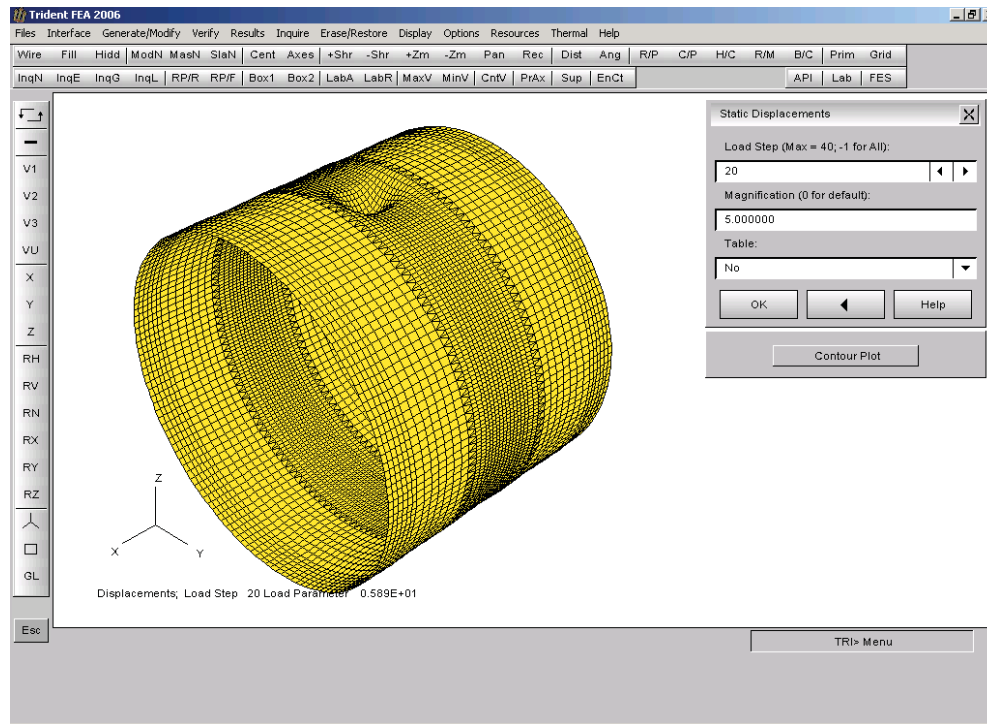 Trident FEA 2006
Files Interface Generate/Modify Verify Results Inquire Erase/Restore Display Options Resources Thermal Help
Wire Fill Hidd ModN MasN SlaN Cent Axes +Shr -Shr +Zm -Zm Pan Rec Dist Ang R/P C/P H/C R/M B/C Prim Grid
InqN InqE InqG InqL RP/R RP/F Box1 Box2 LabA LabR MaxV MinV CntV PrAx Sup EnCt API Lab FES
V1
V2
V3
VU
X
Y
Z
RH
RV
RN
RX
RY
RZ
GL
Esc
Static Displacements
Load Step (Max = 40; -1 for All):
20
Magnification (0 for default):
5.000000
Table:
No
OK Help
Contour Plot
Z
X Y
Displacements; Load Step 20 Load Parameter 0.589E+01
TRI> Menu